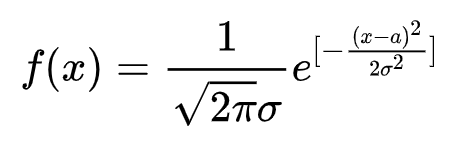 f(x) = \frac{1}{\sqrt{2\pi}\sigma} e^{[-\frac{(x-a)^2}{2\sigma^2}]}